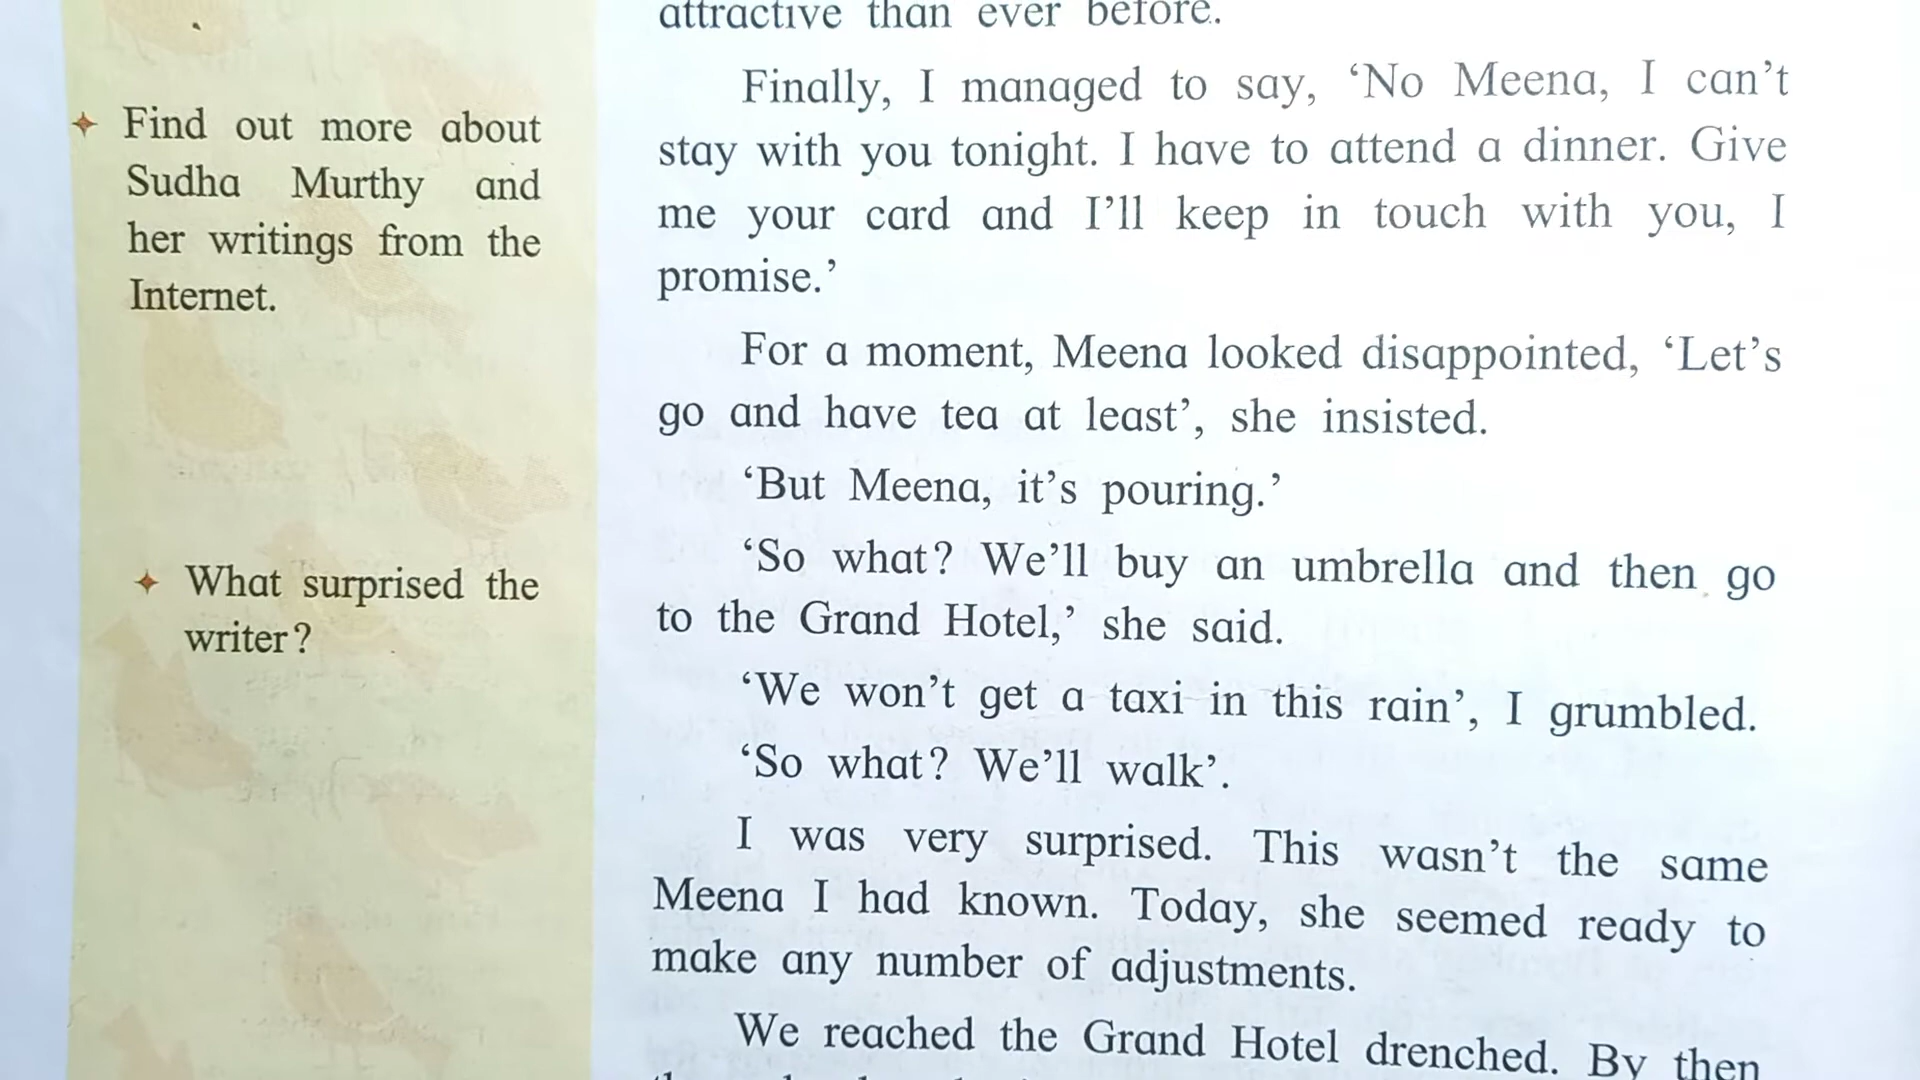 Find out more about
Sudha Murthy and
her writings from the
Internet.
What surprised the
writer?
attractive than ever before.
Finally, I managed to say, ‘No Meena, I can’t
stay with you tonight. I have to attend a dinner. Give
me your card and I’ll keep in touch with you, I
promise.’
For a moment, Meena looked disappointed, ‘Let’s
go and have tea at least’, she insisted.
‘But Meena, it’s pouring.’
‘So what? We’ll buy an umbrella and then go
to the Grand Hotel,’ she said.
‘We won’t get a taxi in this rain’, I grumbled.
‘So what? We’ll walk’.
I was very surprised. This wasn’t the same
Meena I had known. Today, she seemed ready to
make any number of adjustments.
We reached the Grand Hotel drenched. By then